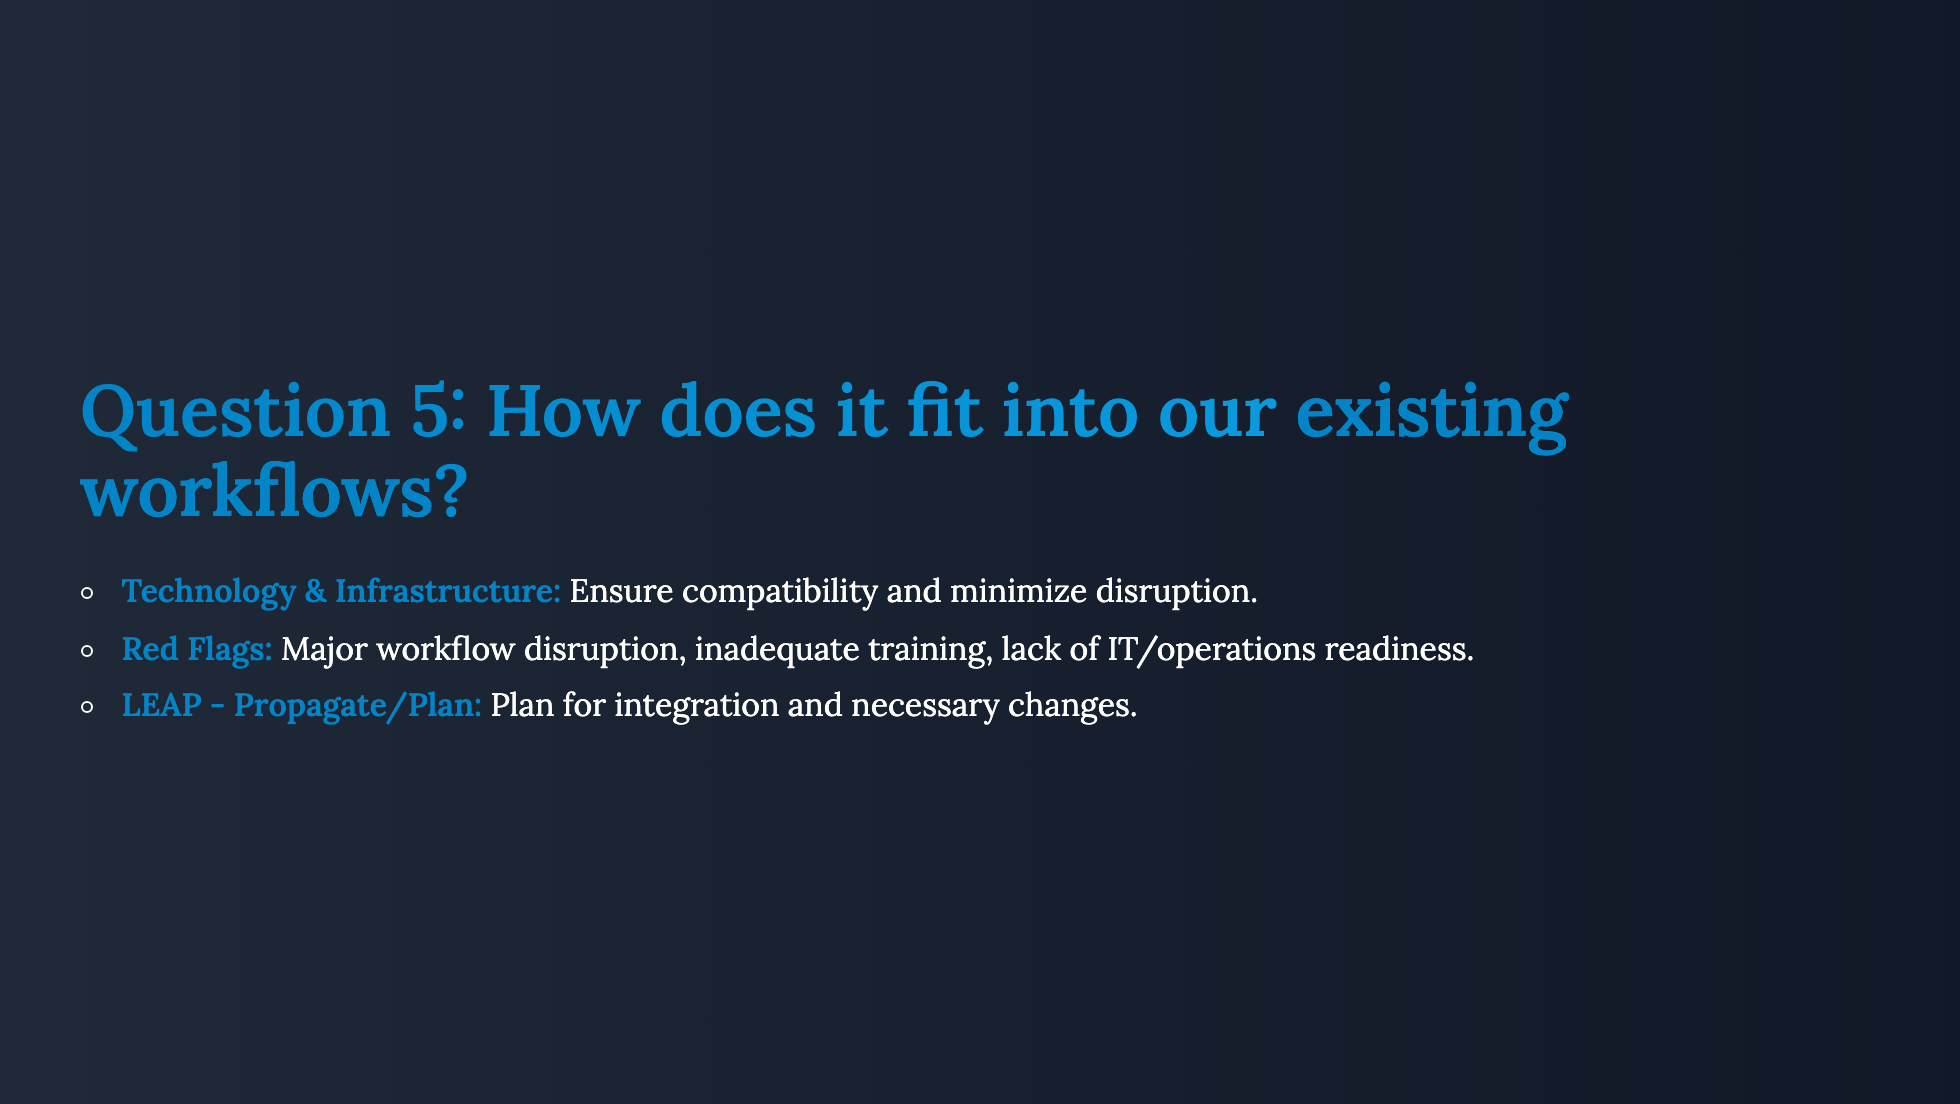 Question 5: How does it fit into our existing
workflows?
Technology & Infrastructure: Ensure compatibility and minimize disruption.
Red Flags: Major workflow disruption, inadequate training, lack of IT/operations readiness.
LEAP - Propagate/Plan: Plan for integration and necessary changes.